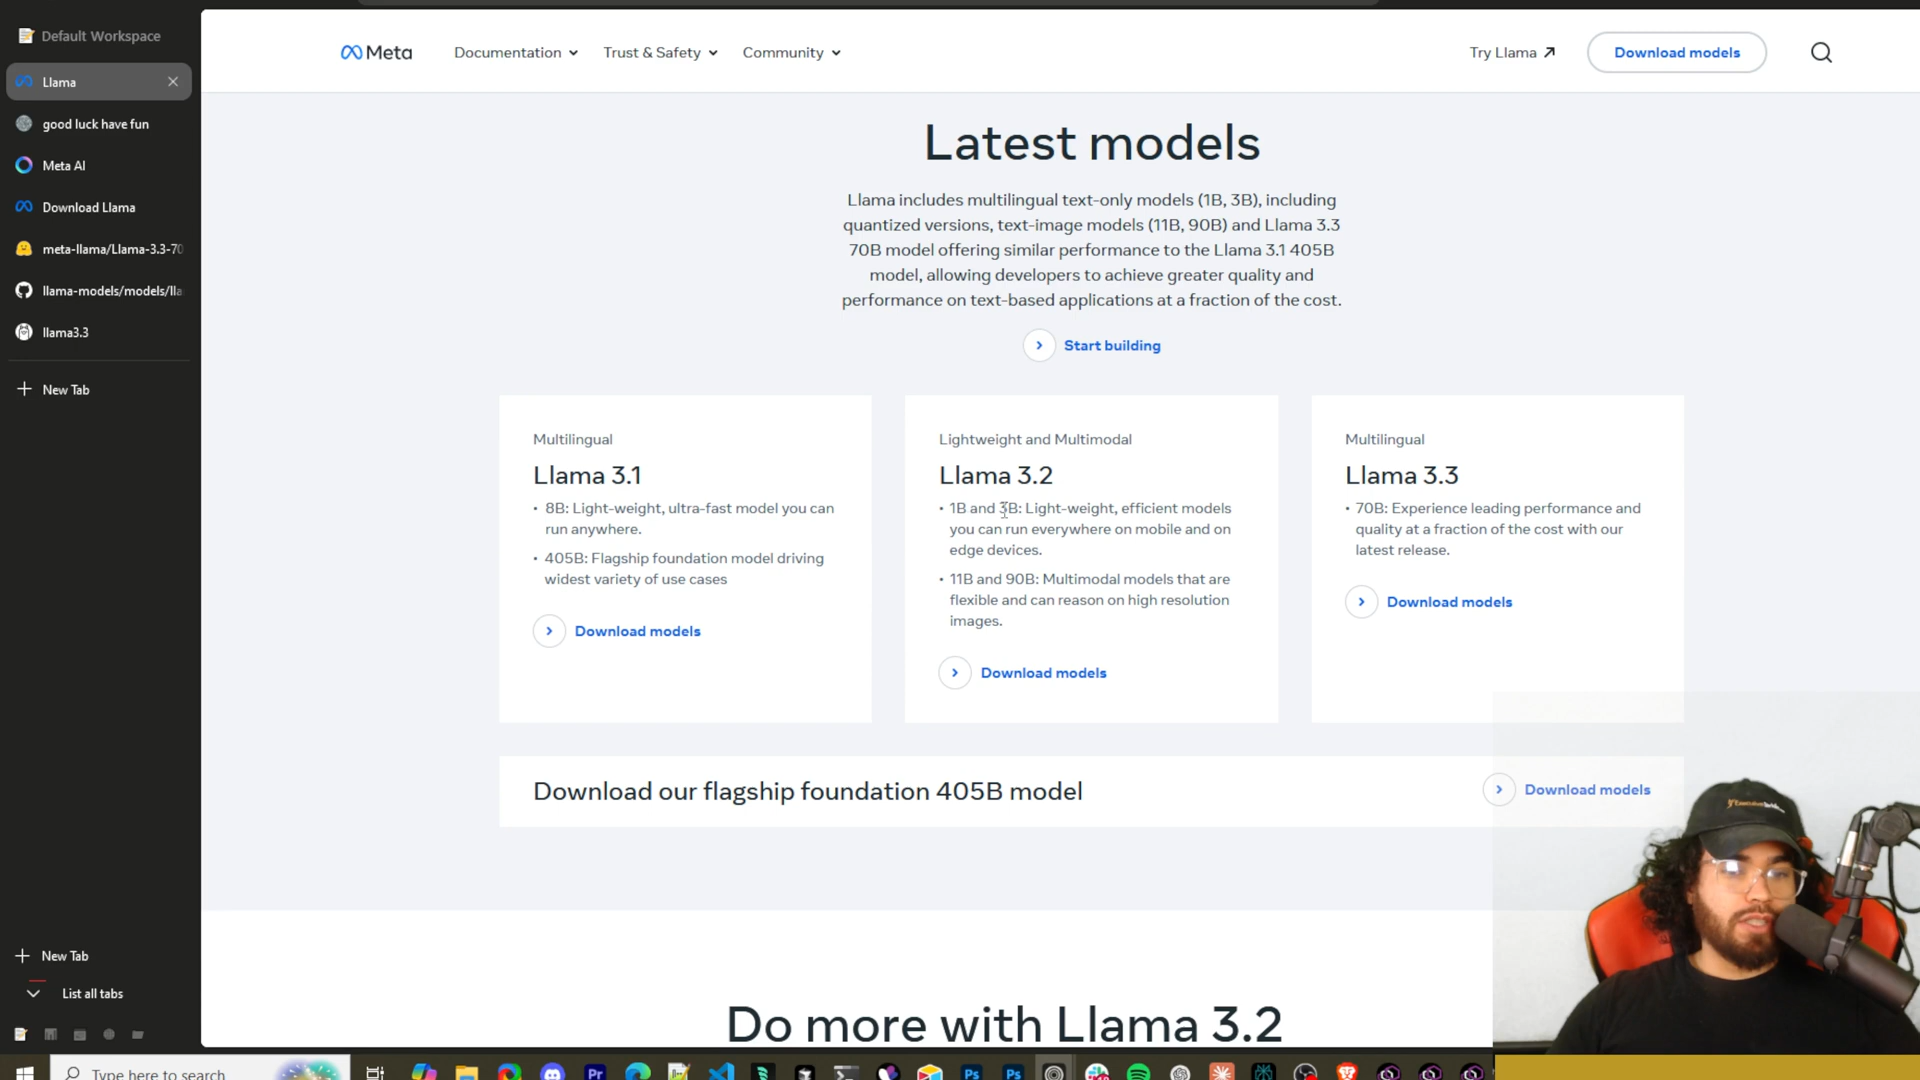 Default Workspace
Llama
good luck have fun
Meta AI
Download Llama
meta-llama/Llama-3.3-70
llama-models/models/lla
llama3.3
New Tab
New Tab
List all tabs
Meta
Documentation
Trust & Safety
Community
Try Llama
Download models
Latest models
Llama includes multilingual text-only models (1B, 3B), including
quantized versions, text-image models (11B, 90B) and Llama 3.3
70B model offering similar performance to the Llama 3.1 405B
model, allowing developers to achieve greater quality and
performance on text-based applications at a fraction of the cost.
Start building
Multilingual
Llama 3.1
• 8B: Light-weight, ultra-fast model you can
run anywhere.
• 405B: Flagship foundation model driving
widest variety of use cases
Download models
Lightweight and Multimodal
Llama 3.2
• 1B and 3B: Light-weight, efficient models
you can run everywhere on mobile and on
edge devices.
• 11B and 90B: Multimodal models that are
flexible and can reason on high resolution
images.
Download models
Multilingual
Llama 3.3
• 70B: Experience leading performance and
quality at a fraction of the cost with our
latest release.
Download models
Download our flagship foundation 405B model
Download models
Do more with Llama 3.2
Type here to search
Pr
Ps
Ps